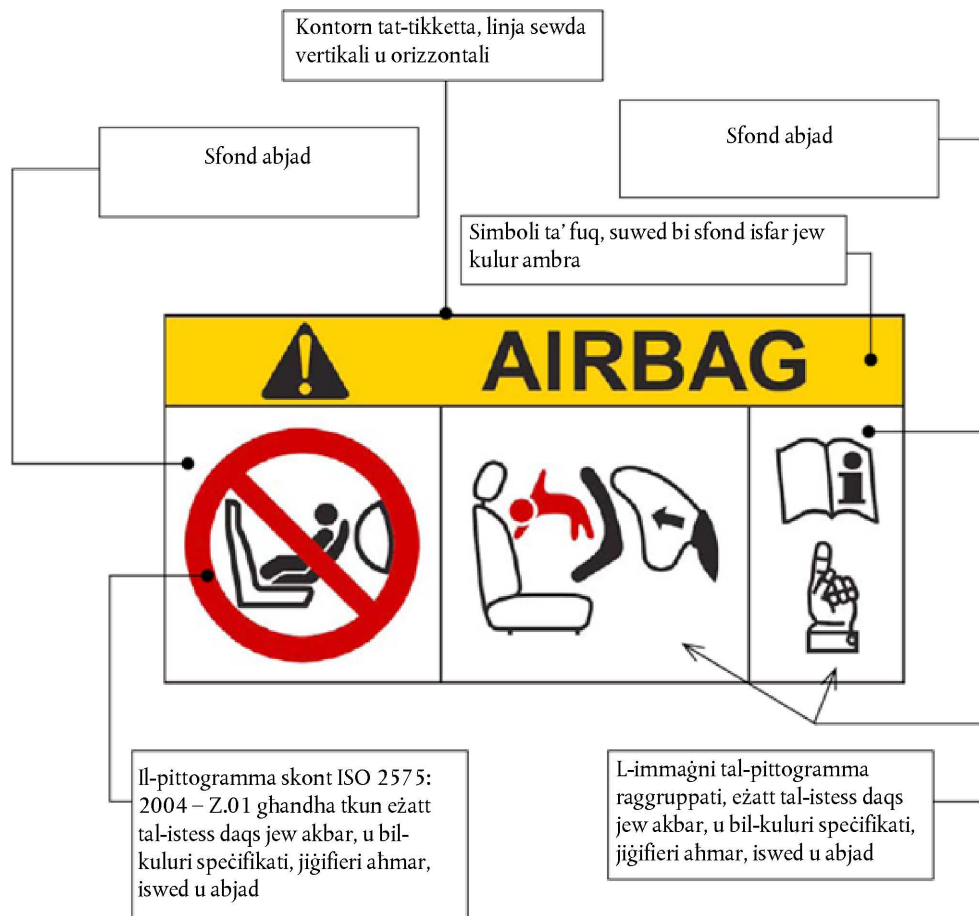 Kontorn tat-tikketta, linja sewda
vertikali u orizzontali
Sfond abjad
Sfond abjad
Simboli ta’ fuq, suwed bi sfond isfar jew
kulur ambra
AIRBAG
Il-pittogramma skont ISO 2575:
2004 – Z.01 għandha tkun eżatt
tal-istess daqs jew akbar, u bil-
kuluri speċifikati, jiġifieri aħmar,
iswed u abjad
L-immaġni tal-pittogramma
raggruppati, eżatt tal-istess daqs
jew akbar, u bil-kuluri speċifikati,
jiġifieri aħmar, iswed u abjad